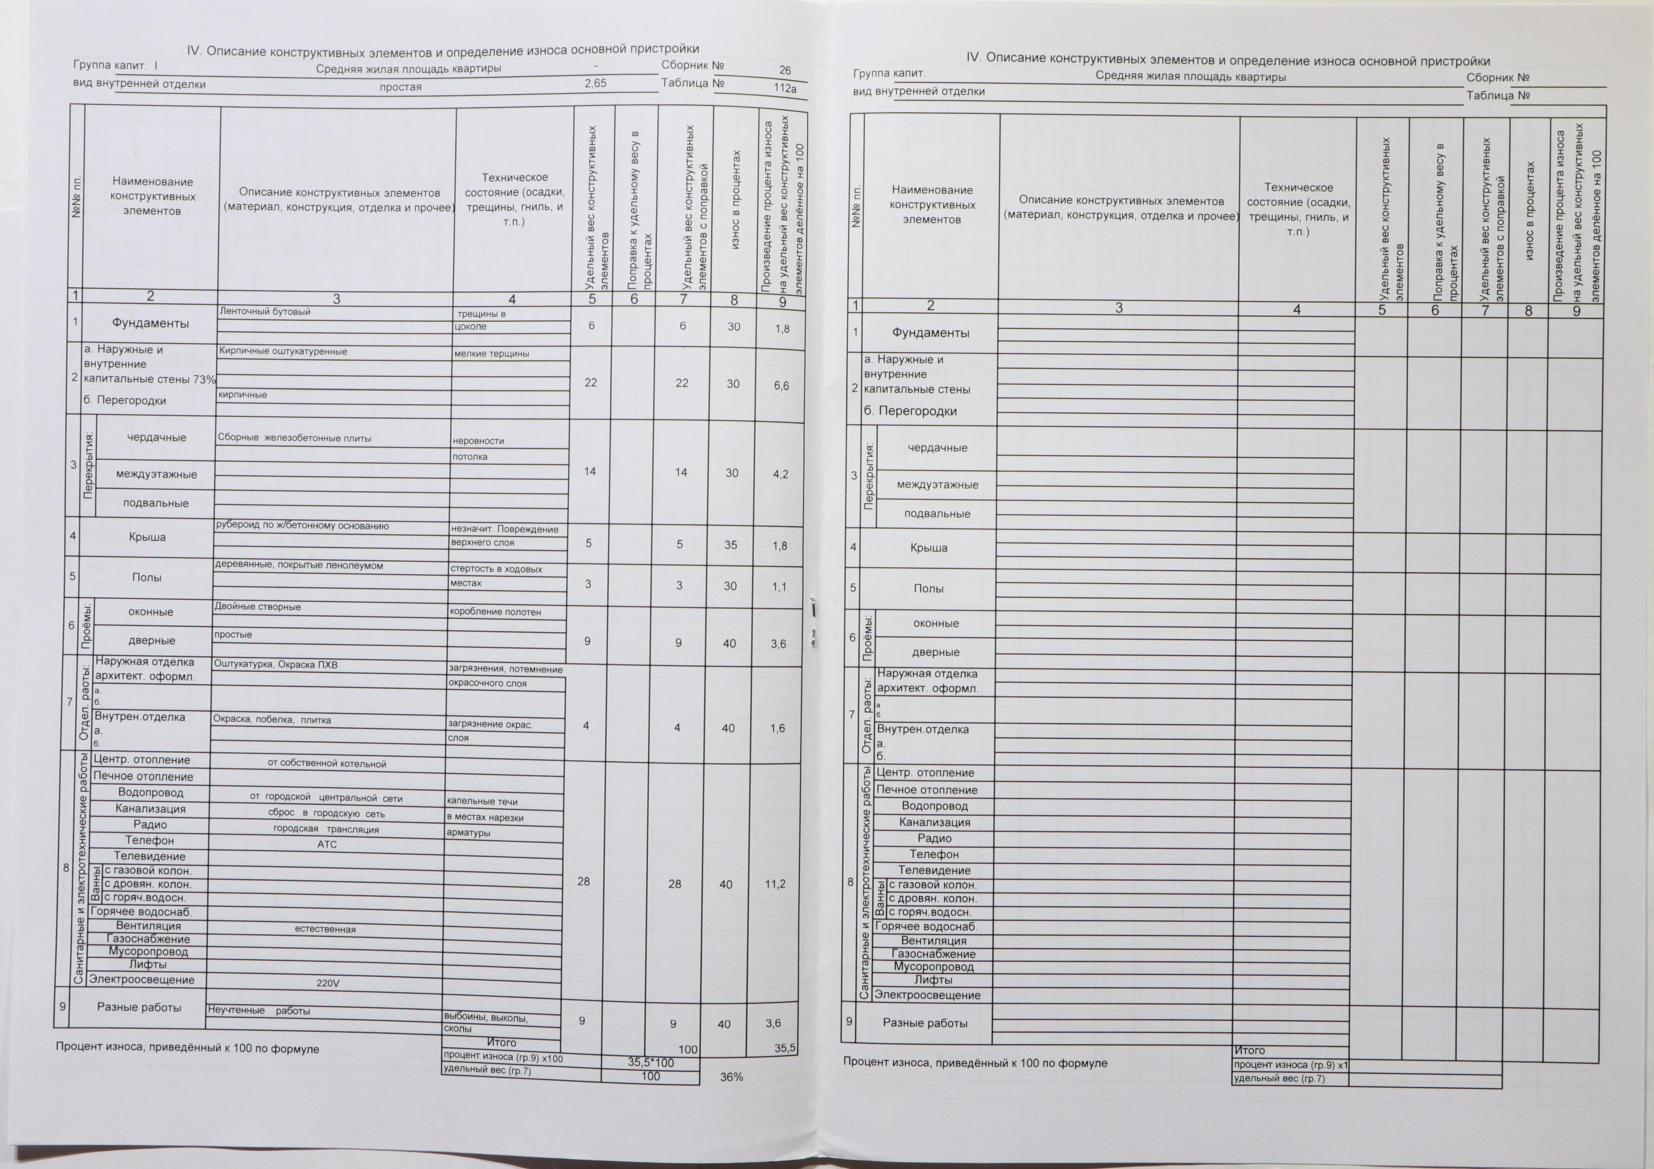 IV. Описание конструктивных элементов и определение износа основной пристройки
Группа капит. I Средняя жилая площадь квартиры - Сборник № 26
вид внутренней отделки простая 2,65 Таблица № 112а
№№ пп.
Наименование конструктивных элементов
Описание конструктивных элементов (материал, конструкция, отделка и прочее)
Техническое состояние (осадки, трещины, гниль, и т.п.)
Удельный вес конструктивных элементов
Поправка к удельному весу в процентах
Удельный вес конструктивных элементов с поправкой
износ в процентах
Произведение процента износа на удельный вес конструктивных элементов делённое на 100
1 2 3 4 5 6 7 8 9
1 Фундаменты Ленточный бутовый трещины в цоколе 6 6 30 1,8
2 а. Наружные и внутренние капитальные стены 73% Кирпичные оштукатуренные мелкие терщины 22 22 30 6,6
б. Перегородки кирпичные
3 Перекрытия:
чердачные Сборные железобетонные плиты неровности потолка 14 14 30 4,2
междуэтажные
подвальные
4 Крыша рубероид по ж/бетонному основанию незначит. Повреждение верхнего слоя 5 5 35 1,8
5 Полы деревянные, покрытые ленолеумом стертость в ходовых местах 3 3 30 1,1
6 Проёмы:
оконные Двойные створные коробление полотен
дверные простые 9 9 40 3,6
7 Отдел. раоты:
Наружная отделка архитект. оформл. Оштукатурка, Окраска ПХВ загрязнения, потемнение окрасочного слоя
а.
б.
4 4 40 1,6
Внутрен.отделка Окраска, побелка, плитка загрязнение окрас. слоя
а.
б.
8 Санитарные и электротехнические работы
Центр. отопление от собственной котельной
Печное отопление
Водопровод от городской центральной сети капельные течи
Канализация сброс в городскую сеть в местах нарезки
Радио городская трансляция арматуры
Телефон АТС
Телевидение
Ванны
с газовой колон.
с дровян. колон. 28 28 40 11,2
с горяч.водосн.
Горячее водоснаб.
Вентиляция естественная
Газоснабжение
Мусоропровод
Лифты
Электроосвещение 220V
9 Разные работы Неучтенные работы выбоины, выколы, сколы 9 9 40 3,6
Итого 100 35,5
Процент износа, приведённый к 100 по формуле процент износа (гр.9) х100 35,5*100
удельный вес (гр.7) 100 36%
IV. Описание конструктивных элементов и определение износа основной пристройки
Группа капит. Средняя жилая площадь квартиры Сборник №
вид внутренней отделки Таблица №
№№ пп.
Наименование конструктивных элементов
Описание конструктивных элементов (материал, конструкция, отделка и прочее)
Техническое состояние (осадки, трещины, гниль, и т.п.)
Удельный вес конструктивных элементов
Поправка к удельному весу в процентах
Удельный вес конструктивных элементов с поправкой
износ в процентах
Произведение процента износа на удельный вес конструктивных элементов делённое на 100
1 2 3 4 5 6 7 8 9
1 Фундаменты
2 а. Наружные и внутренние капитальные стены
б. Перегородки
3 Перекрытия:
чердачные
междуэтажные
подвальные
4 Крыша
5 Полы
6 Проёмы:
оконные
дверные
7 Отдел. раоты:
Наружная отделка архитект. оформл.
а.
б.
Внутрен.отделка
а.
б.
8 Санитарные и электротехнические работы
Центр. отопление
Печное отопление
Водопровод
Канализация
Радио
Телефон
Телевидение
Ванны
с газовой колон.
с дровян. колон.
с горяч.водосн.
Горячее водоснаб.
Вентиляция
Газоснабжение
Мусоропровод
Лифты
Электроосвещение
9 Разные работы
Итого
Процент износа, приведённый к 100 по формуле процент износа (гр.9) х1
удельный вес (гр.7)